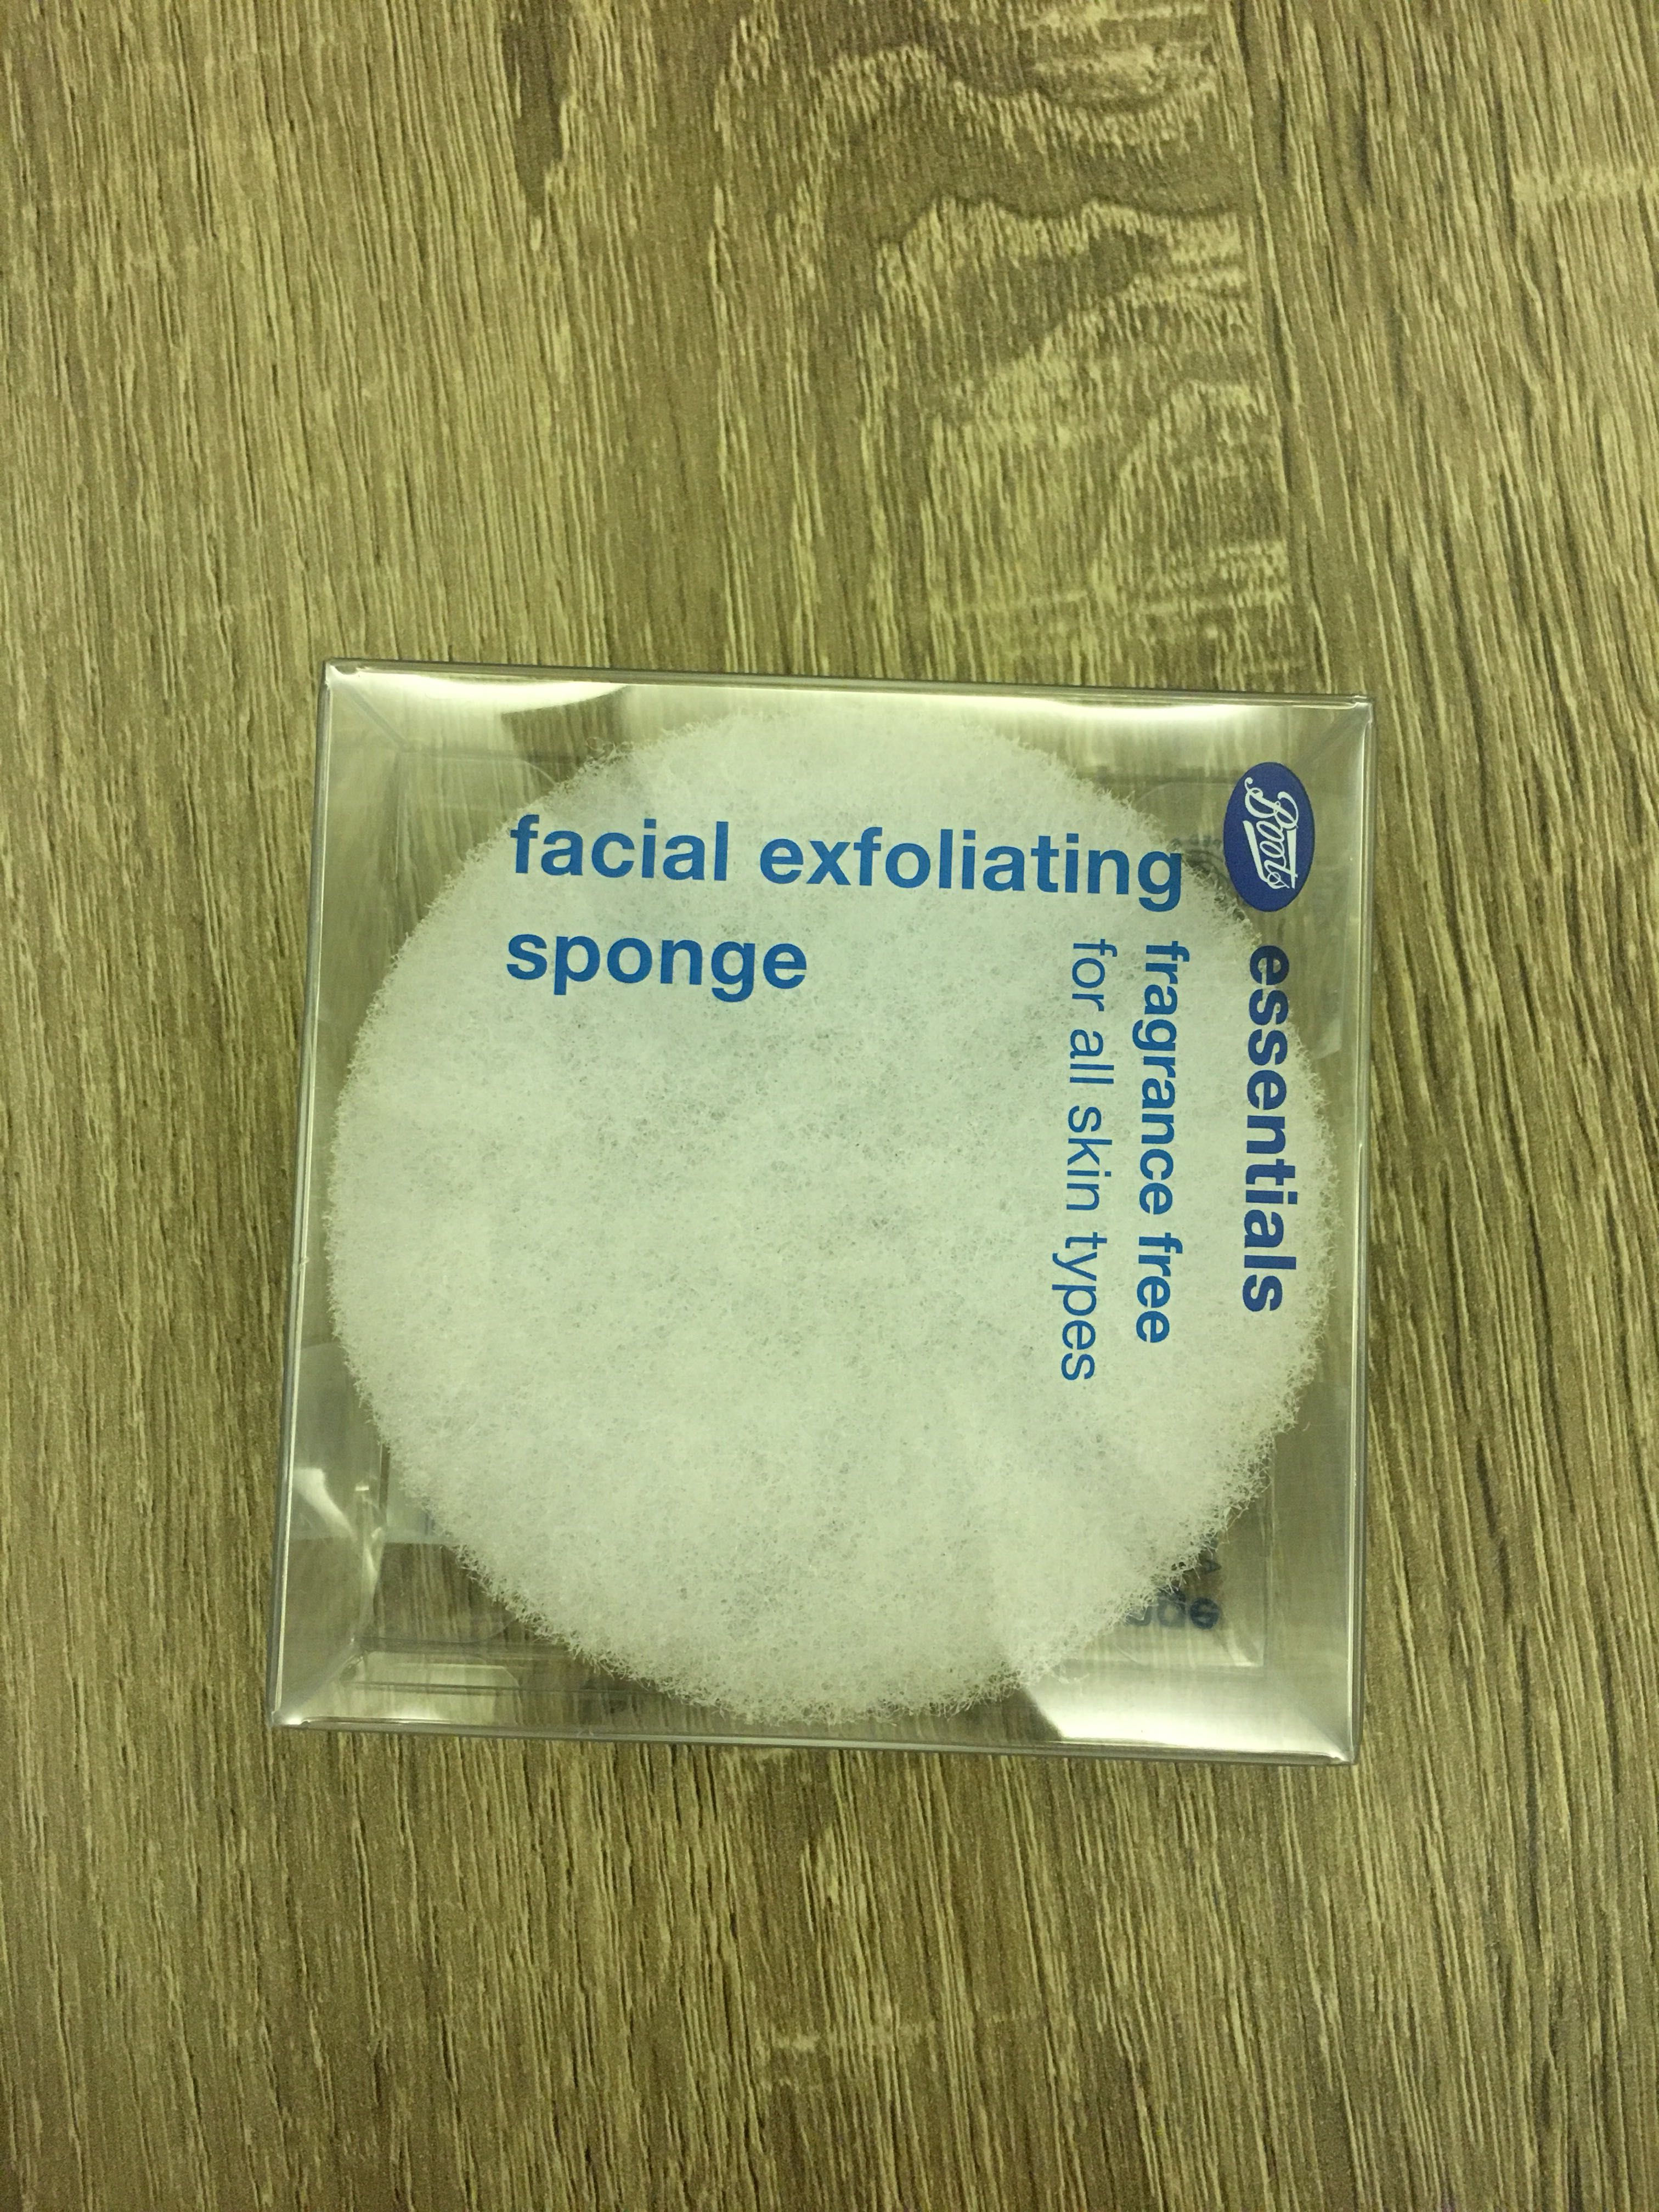 Boots essentials
fragrance free
for all skin types
facial exfoliating
sponge